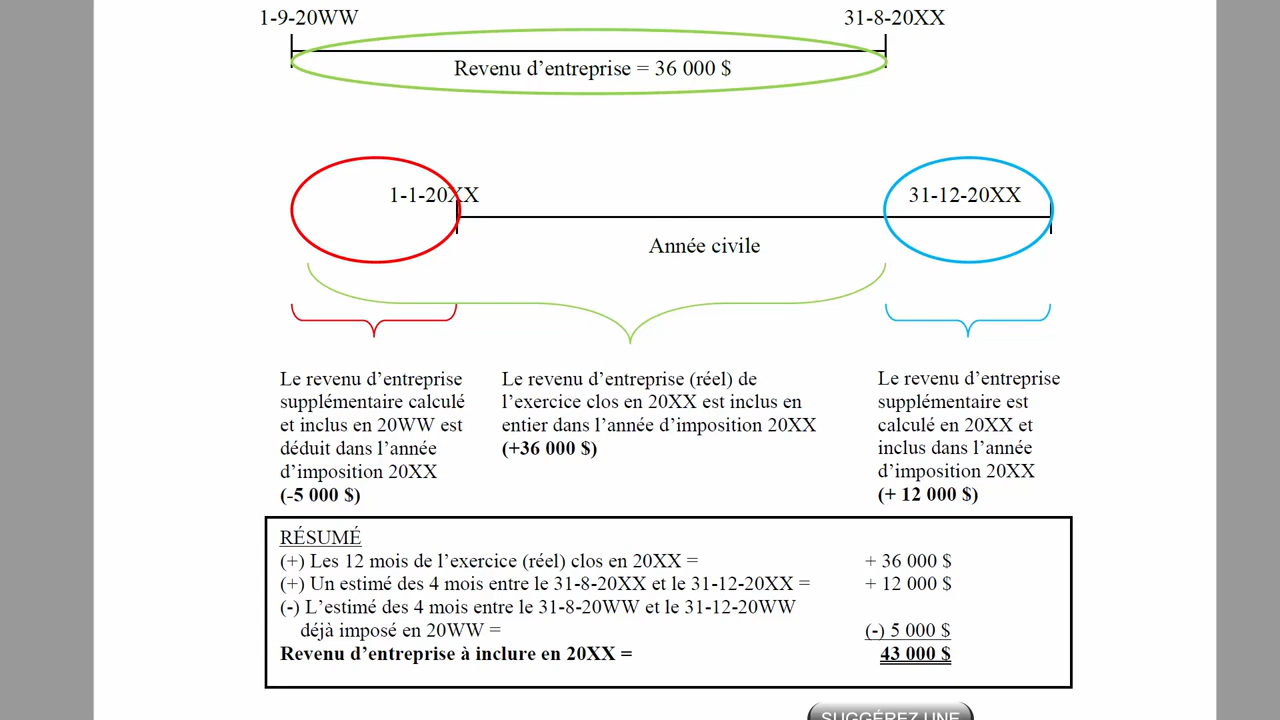 1-9-20WW
31-8-20XX
Revenu d’entreprise = 36 000 $
1-1-20XX
31-12-20XX
Année civile
Le revenu d’entreprise
supplémentaire calculé
et inclus en 20WW est
déduit dans l’année
d’imposition 20XX
(-5 000 $)
Le revenu d’entreprise (réel) de
l’exercice clos en 20XX est inclus en
entier dans l’année d’imposition 20XX
(+36 000 $)
Le revenu d’entreprise
supplémentaire est
calculé en 20XX et
inclus dans l’année
d’imposition 20XX
(+ 12 000 $)
RÉSUMÉ
(+) Les 12 mois de l’exercice (réel) clos en 20XX = + 36 000 $
(+) Un estimé des 4 mois entre le 31-8-20XX et le 31-12-20XX = + 12 000 $
(-) L’estimé des 4 mois entre le 31-8-20WW et le 31-12-20WW
déjà imposé en 20WW = (-) 5 000 $
Revenu d’entreprise à inclure en 20XX = 43 000 $
SUGGÉREZ UNE